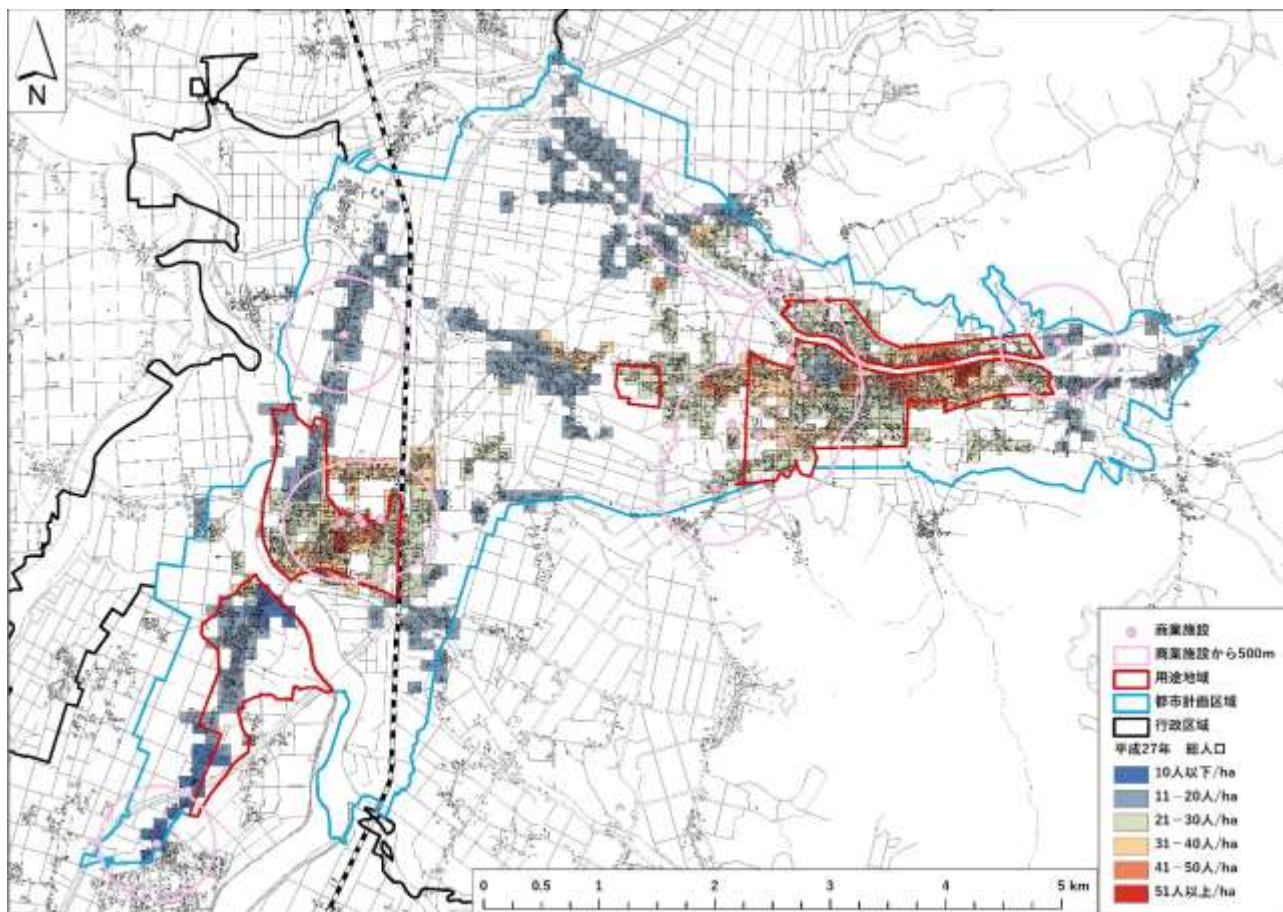 N
商業施設
商業施設から500m
用途地域
都市計画区域
行政区域
平成27年 総人口
10人以下/ha
11－20人/ha
21－30人/ha
31－40人/ha
41－50人/ha
51人以上/ha
0 0.5 1 2 3 4 5 km